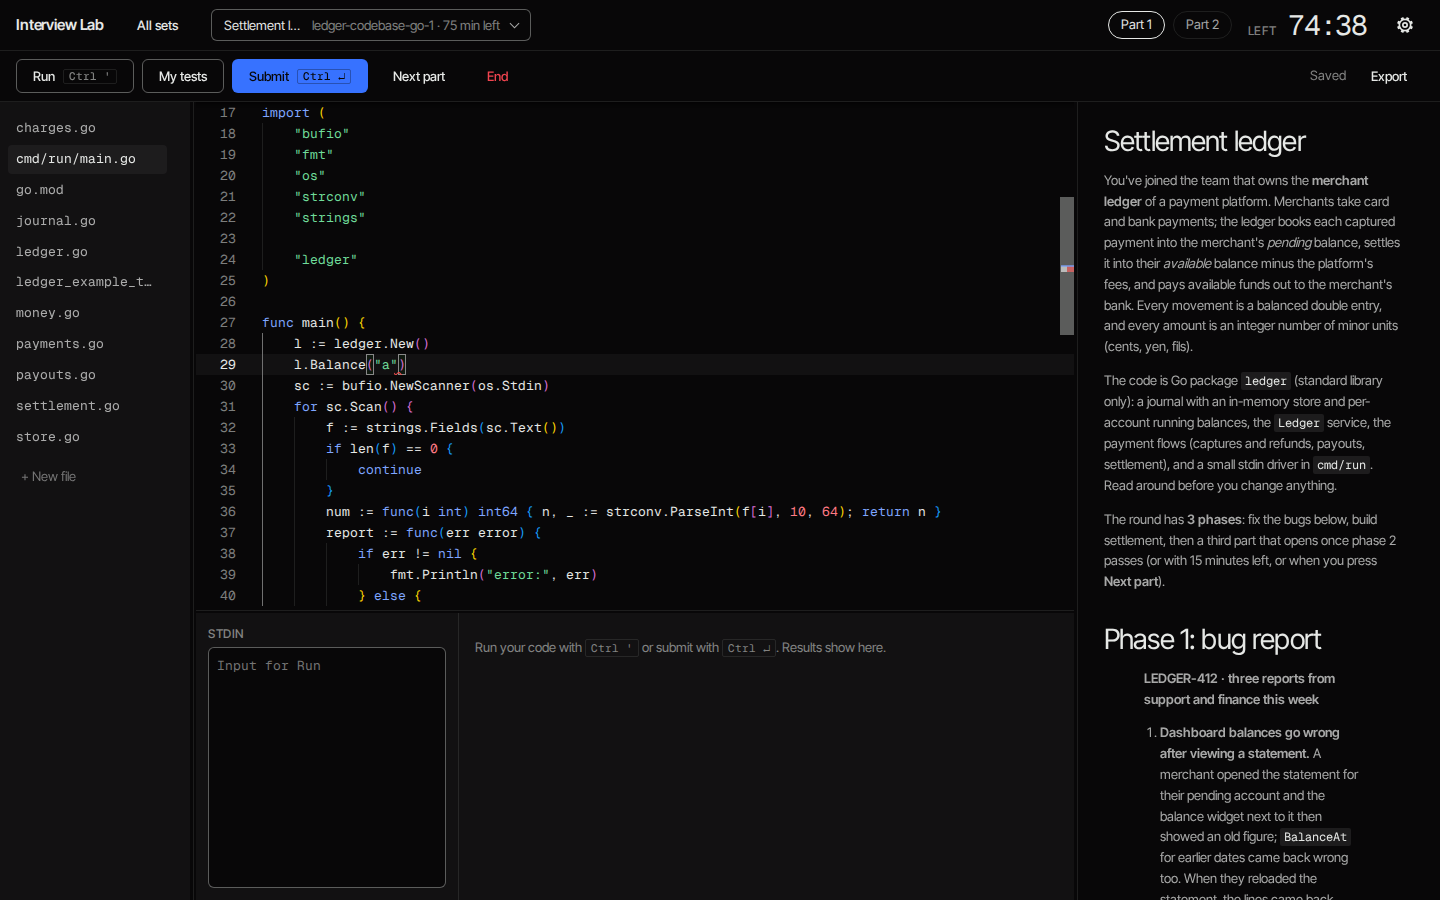 Interview Lab
All sets
Settlement l... ledger-codebase-go-1 · 75 min left
Part 1
Part 2
LEFT 74:38
Run Ctrl '
My tests
Submit Ctrl ↵
Next part
End
Saved
Export
charges.go
cmd/run/main.go
go.mod
journal.go
ledger.go
ledger_example_t…
money.go
payments.go
payouts.go
settlement.go
store.go
+ New file
17 import (
18 "bufio"
19 "fmt"
20 "os"
21 "strconv"
22 "strings"
23
24 "ledger"
25 )
26
27 func main() {
28 l := ledger.New()
29 l.Balance("a")
30 sc := bufio.NewScanner(os.Stdin)
31 for sc.Scan() {
32 f := strings.Fields(sc.Text())
33 if len(f) == 0 {
34 continue
35 }
36 num := func(i int) int64 { n, _ := strconv.ParseInt(f[i], 10, 64); return n }
37 report := func(err error) {
38 if err != nil {
39 fmt.Println("error:", err)
40 } else {
STDIN
Input for Run
Run your code with Ctrl ' or submit with Ctrl ↵. Results show here.
Settlement ledger
You've joined the team that owns the merchant
ledger of a payment platform. Merchants take card
and bank payments; the ledger books each captured
payment into the merchant's pending balance, settles
it into their available balance minus the platform's
fees, and pays available funds out to the merchant's
bank. Every movement is a balanced double entry,
and every amount is an integer number of minor units
(cents, yen, fils).
The code is Go package ledger (standard library
only): a journal with an in-memory store and per-
account running balances, the Ledger service, the
payment flows (captures and refunds, payouts,
settlement), and a small stdin driver in cmd/run.
Read around before you change anything.
The round has 3 phases: fix the bugs below, build
settlement, then a third part that opens once phase 2
passes (or with 15 minutes left, or when you press
Next part).
Phase 1: bug report
LEDGER-412 · three reports from
support and finance this week
1. Dashboard balances go wrong
after viewing a statement. A
merchant opened the statement for
their pending account and the
balance widget next to it then
showed an old figure; BalanceAt
for earlier dates came back wrong
too. When they reloaded the
statement, the lines came back